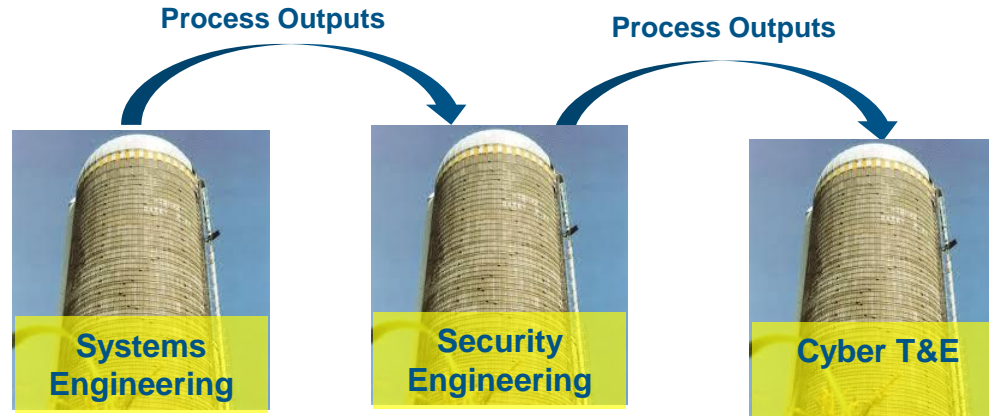 Process Outputs
Process Outputs
Systems
Engineering
Security
Engineering
Cyber T&E